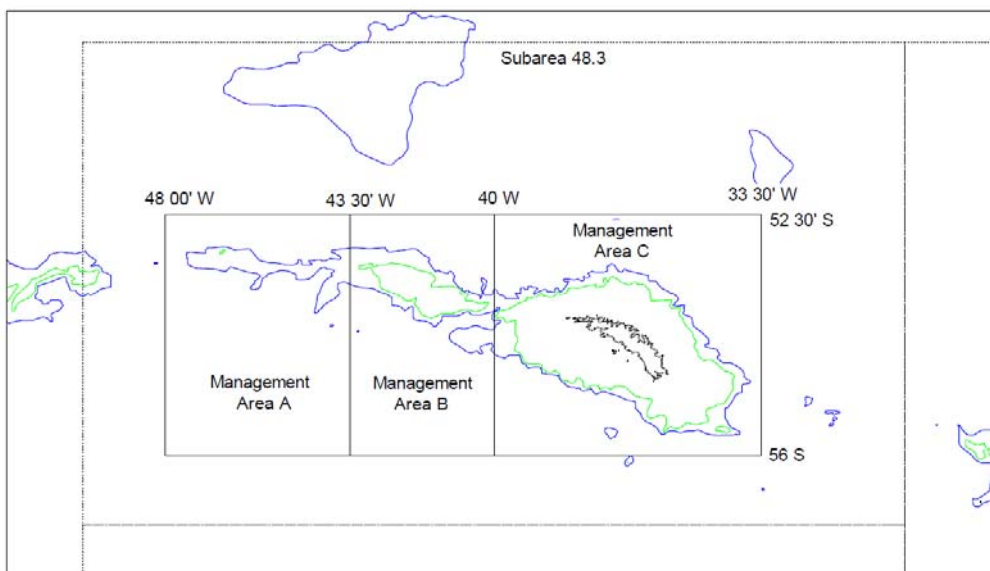 Subarea 48.3
48 00' W
43 30' W
40 W
33 30' W
52 30' S
Management
Area C
Management
Area A
Management
Area B
56 S